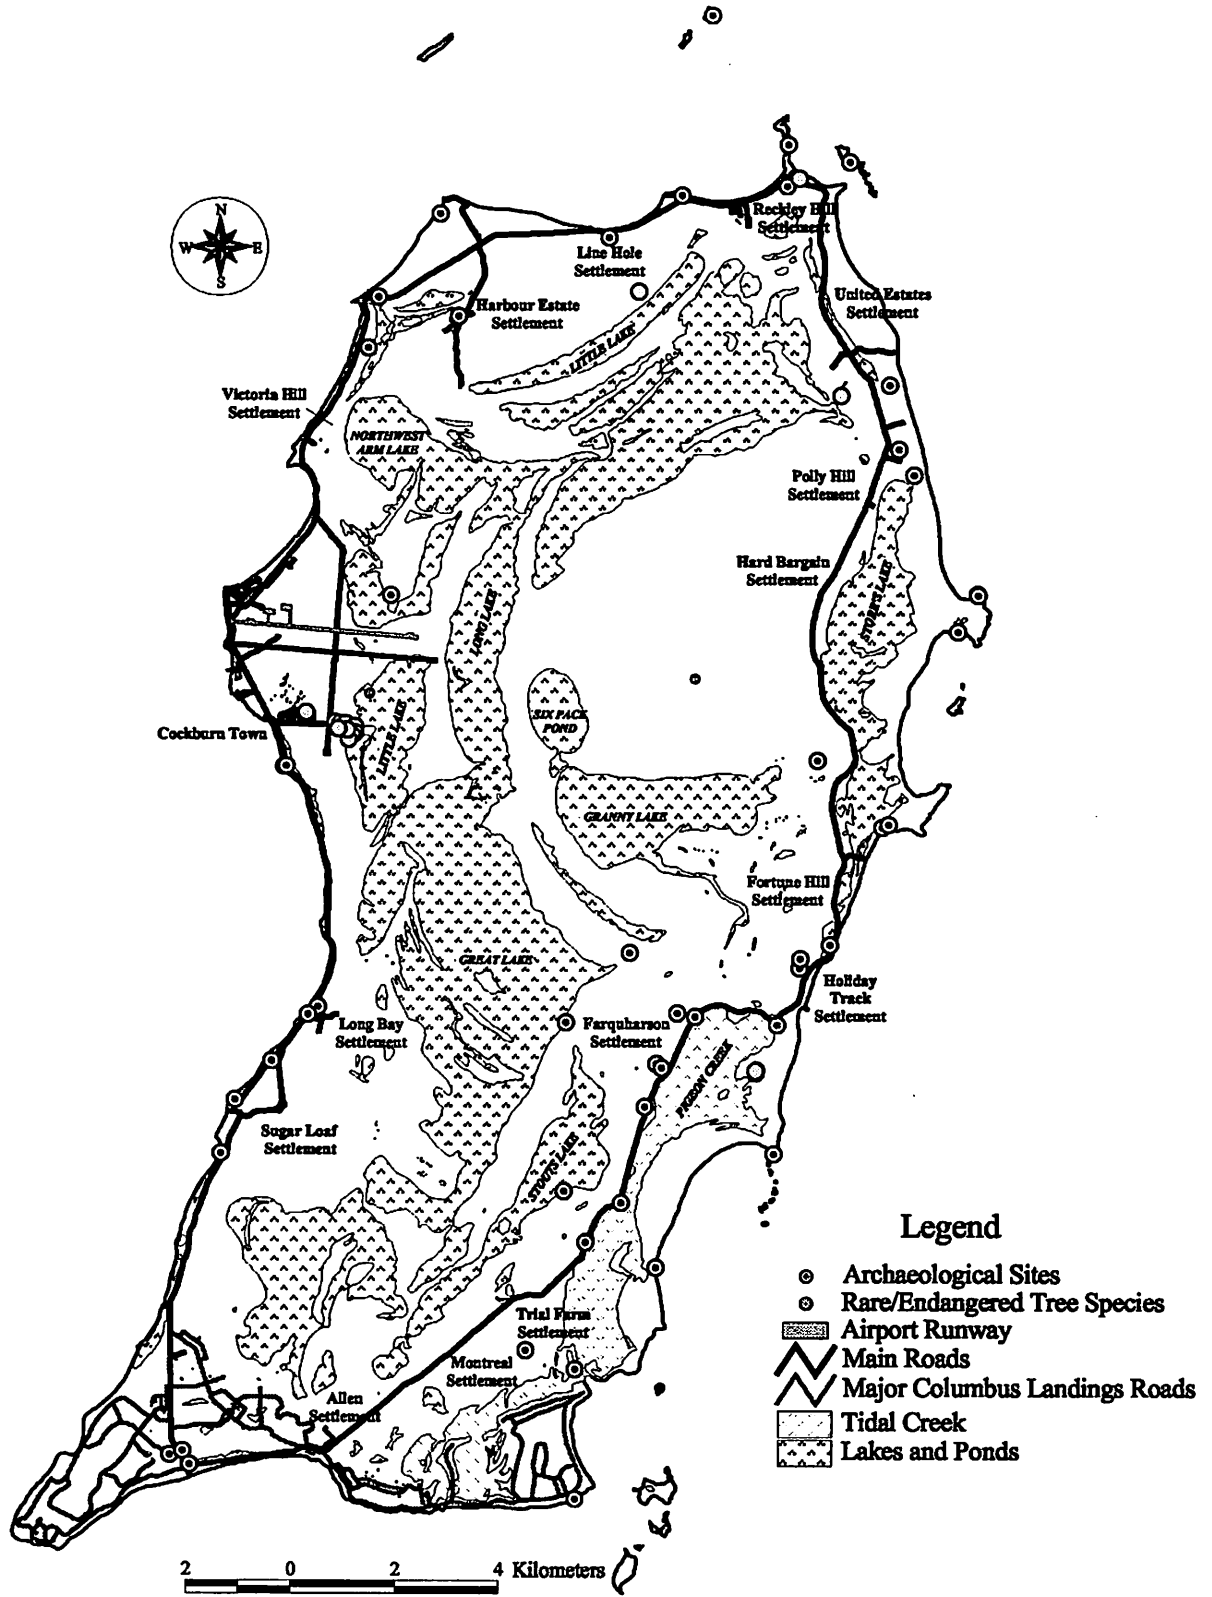 N
W E
S
Reckley Hill
Settlement
Line Hole
Settlement
United Estates
Settlement
Harbour Estate
Settlement
LITTLE LAKE
Victoria Hill
Settlement
NORTHWEST
ARM LAKE
Polly Hill
Settlement
Hard Bargain
Settlement
STORR'S LAKE
LONG LAKE
SIX PACK
POND
Cockburn Town
LITTLE LAKE
GRANNY LAKE
Fortune Hill
Settlement
GREAT LAKE
Holiday
Track
Settlement
Long Bay
Settlement
Farquharson
Settlement
PIGEON CREEK
Sugar Loaf
Settlement
STOUTS LAKE
Trial Farm
Settlement
Montreal
Settlement
Allen
Settlement
Legend
Archaeological Sites
Rare/Endangered Tree Species
Airport Runway
Main Roads
Major Columbus Landings Roads
Tidal Creek
Lakes and Ponds
2 0 2 4 Kilometers